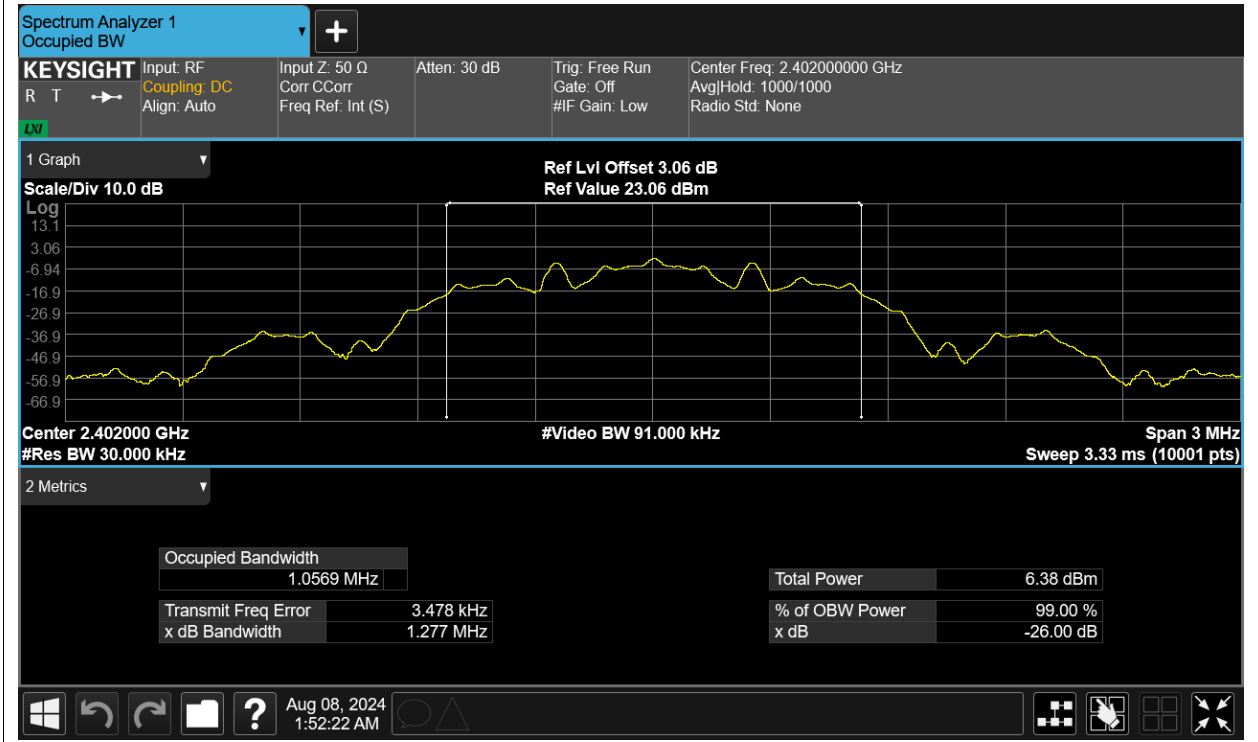 Spectrum Analyzer 1
Occupied BW
KEYSIGHT
R T
LXI
Input: RF
Coupling: DC
Align: Auto
Input Z: 50 Ω
Corr CCorr
Freq Ref: Int (S)
Atten: 30 dB
Trig: Free Run
Gate: Off
#IF Gain: Low
Center Freq: 2.402000000 GHz
Avg|Hold: 1000/1000
Radio Std: None
1 Graph
Scale/Div 10.0 dB
Ref Lvl Offset 3.06 dB
Ref Value 23.06 dBm
Log
13.1
3.06
-6.94
-16.9
-26.9
-36.9
-46.9
-56.9
-66.9
Center 2.402000 GHz
#Video BW 91.000 kHz
Span 3 MHz
#Res BW 30.000 kHz
Sweep 3.33 ms (10001 pts)
2 Metrics
Occupied Bandwidth
1.0569 MHz
Total Power 6.38 dBm
Transmit Freq Error 3.478 kHz
% of OBW Power 99.00 %
x dB Bandwidth 1.277 MHz
x dB -26.00 dB
?
Aug 08, 2024
1:52:22 AM